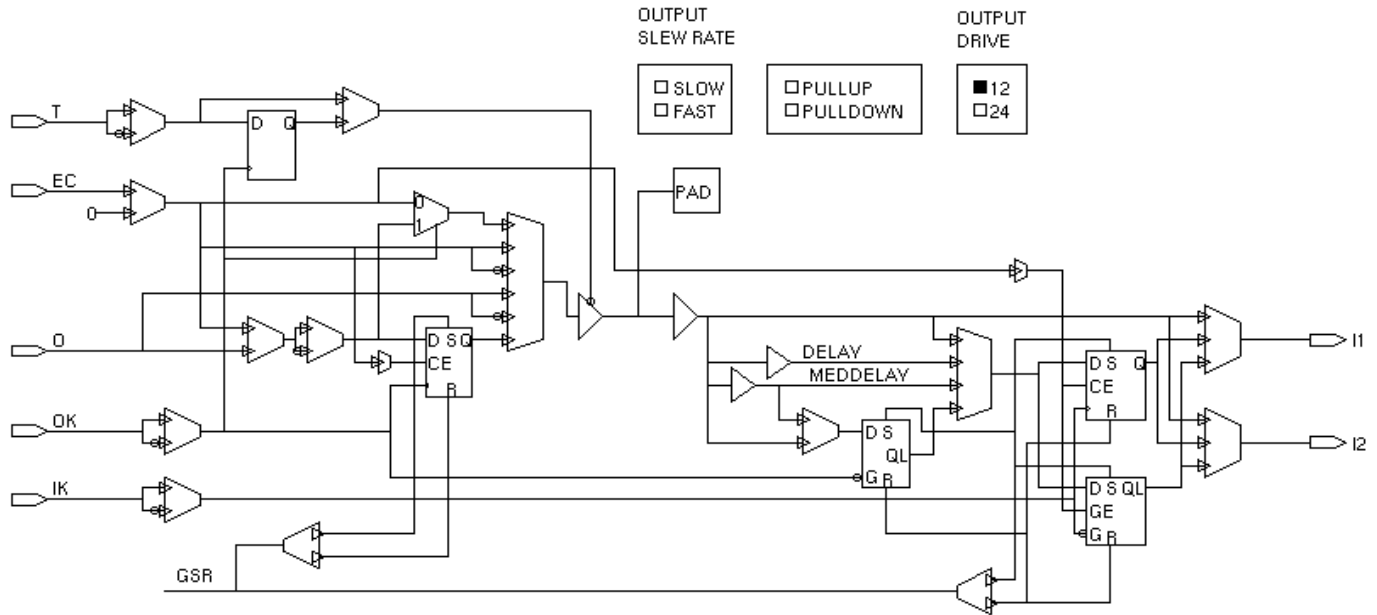 OUTPUT
SLEW RATE
OUTPUT
DRIVE
SLOW
FAST
PULLUP
PULLDOWN
12
24
T
D Q
EC
0
0
1
PAD
O
D S Q
CE
R
DELAY
MEDDELAY
D S Q
CE
R
I1
OK
D S
QL
G R
I2
IK
D S QL
GE
G R
GSR